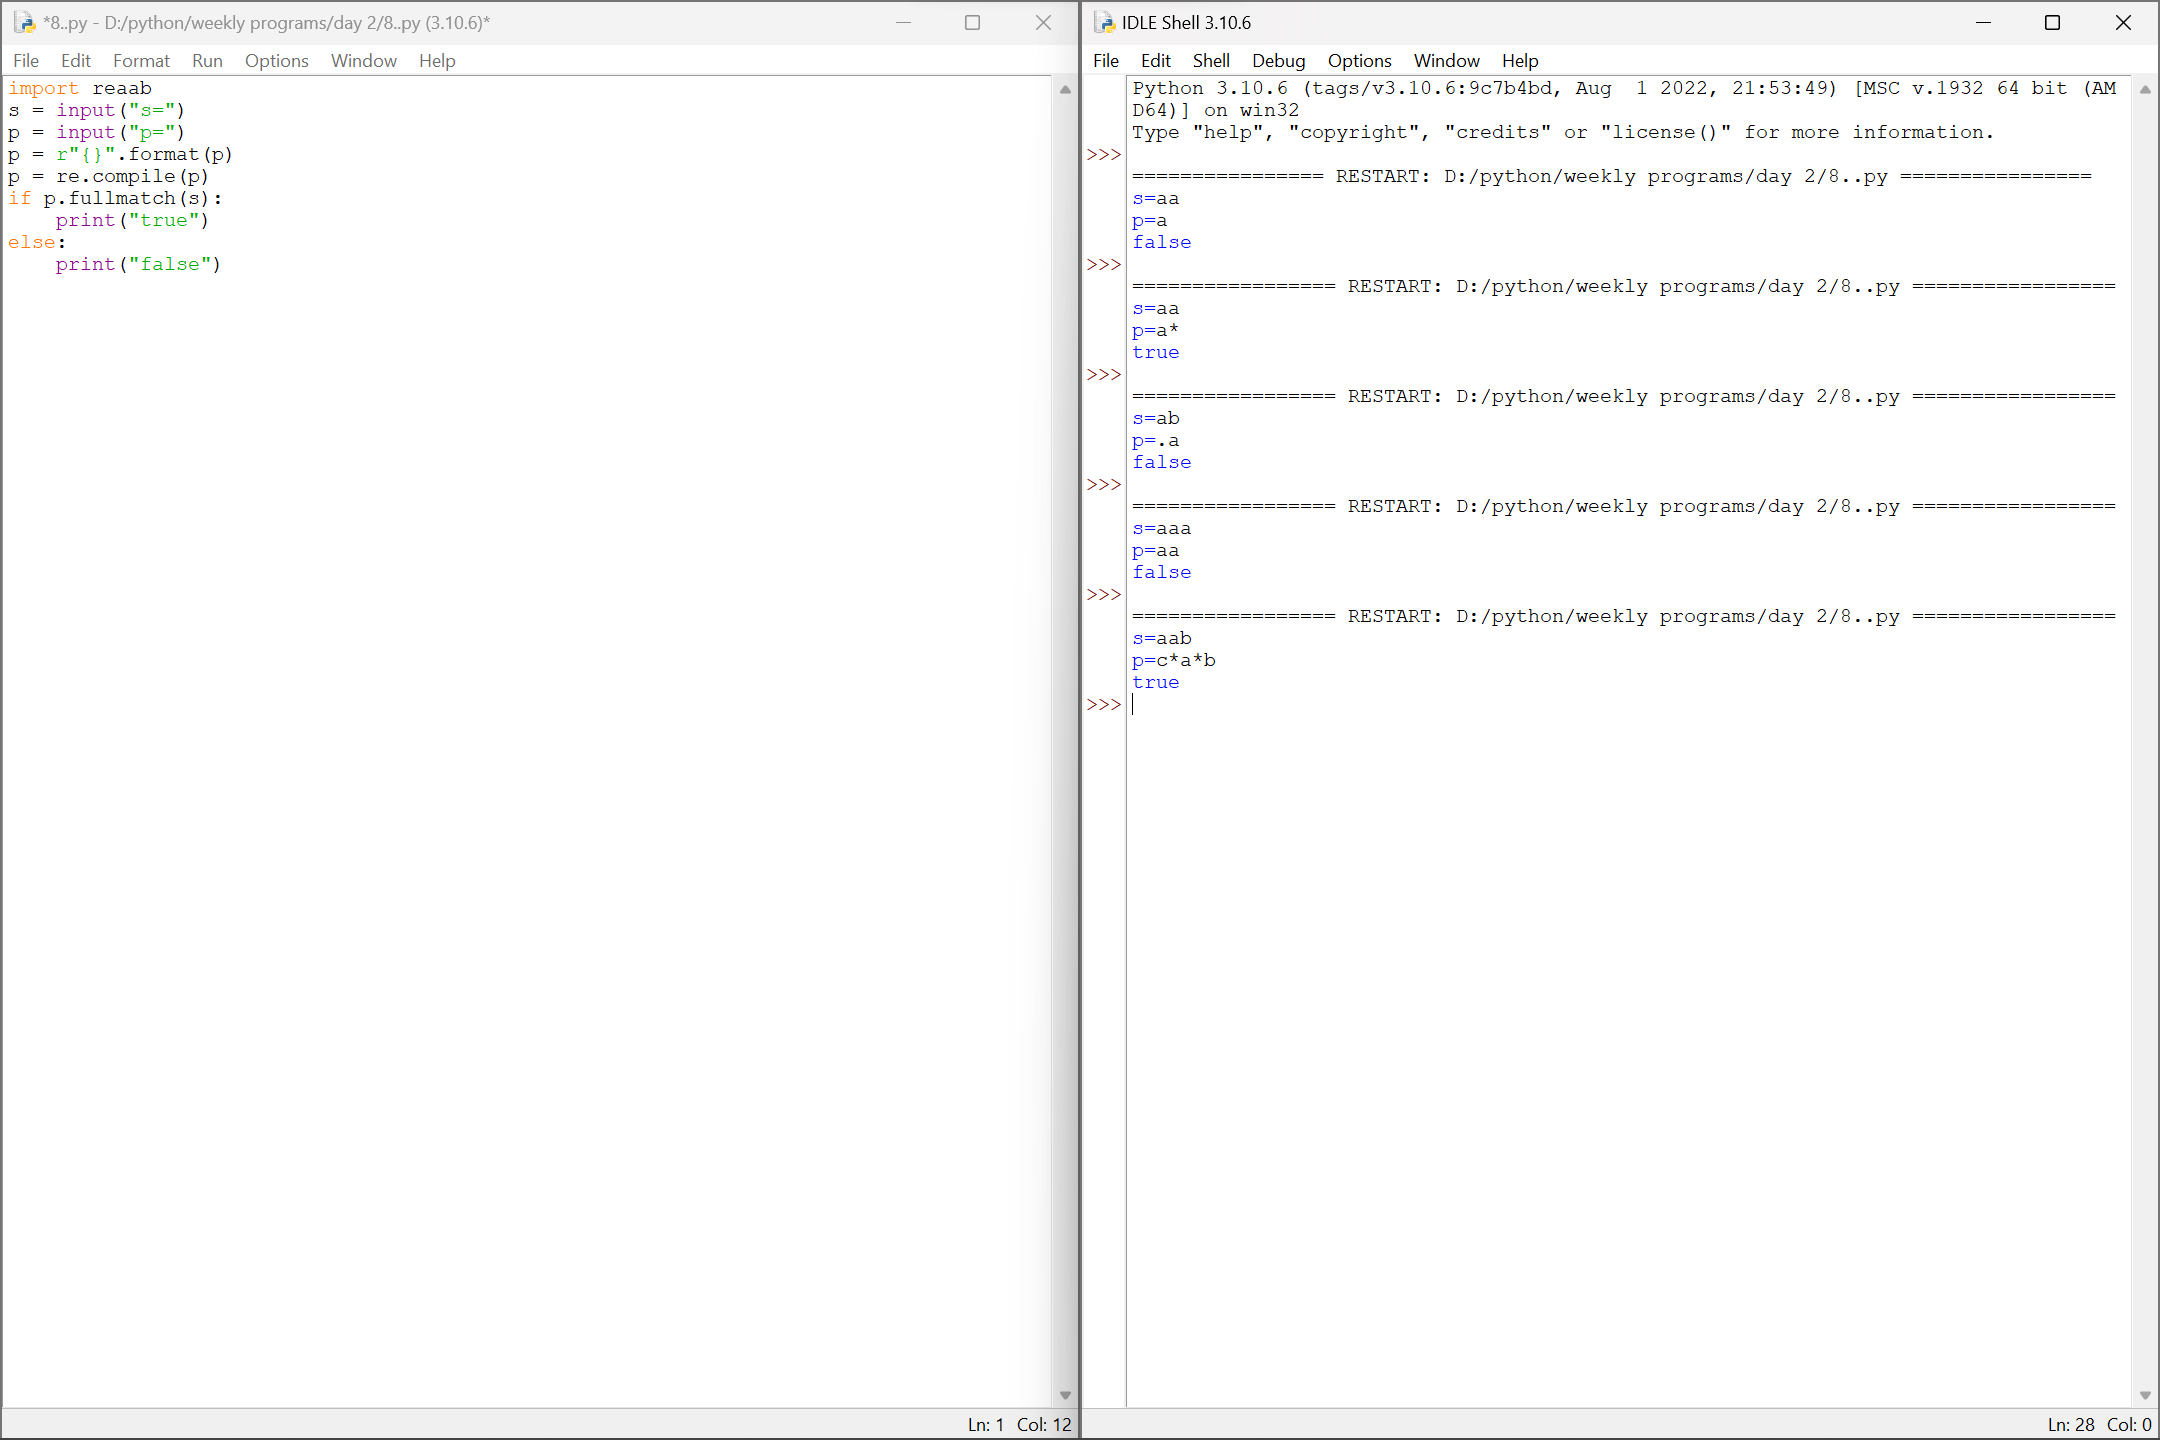 *8..py - D:/python/weekly programs/day 2/8..py (3.10.6)*
File Edit Format Run Options Window Help
import reaab
s = input("s=")
p = input("p=")
p = r"{}".format(p)
p = re.compile(p)
if p.fullmatch(s):
    print("true")
else:
    print("false")
Ln: 1 Col: 12
IDLE Shell 3.10.6
File Edit Shell Debug Options Window Help
Python 3.10.6 (tags/v3.10.6:9c7b4bd, Aug  1 2022, 21:53:49) [MSC v.1932 64 bit (AM
D64)] on win32
Type "help", "copyright", "credits" or "license()" for more information.
>>>
================ RESTART: D:/python/weekly programs/day 2/8..py ================
s=aa
p=a
false
>>>
================= RESTART: D:/python/weekly programs/day 2/8..py =================
s=aa
p=a*
true
>>>
================= RESTART: D:/python/weekly programs/day 2/8..py =================
s=ab
p=.a
false
>>>
================= RESTART: D:/python/weekly programs/day 2/8..py =================
s=aaa
p=aa
false
>>>
================= RESTART: D:/python/weekly programs/day 2/8..py =================
s=aab
p=c*a*b
true
>>>
Ln: 28 Col: 0